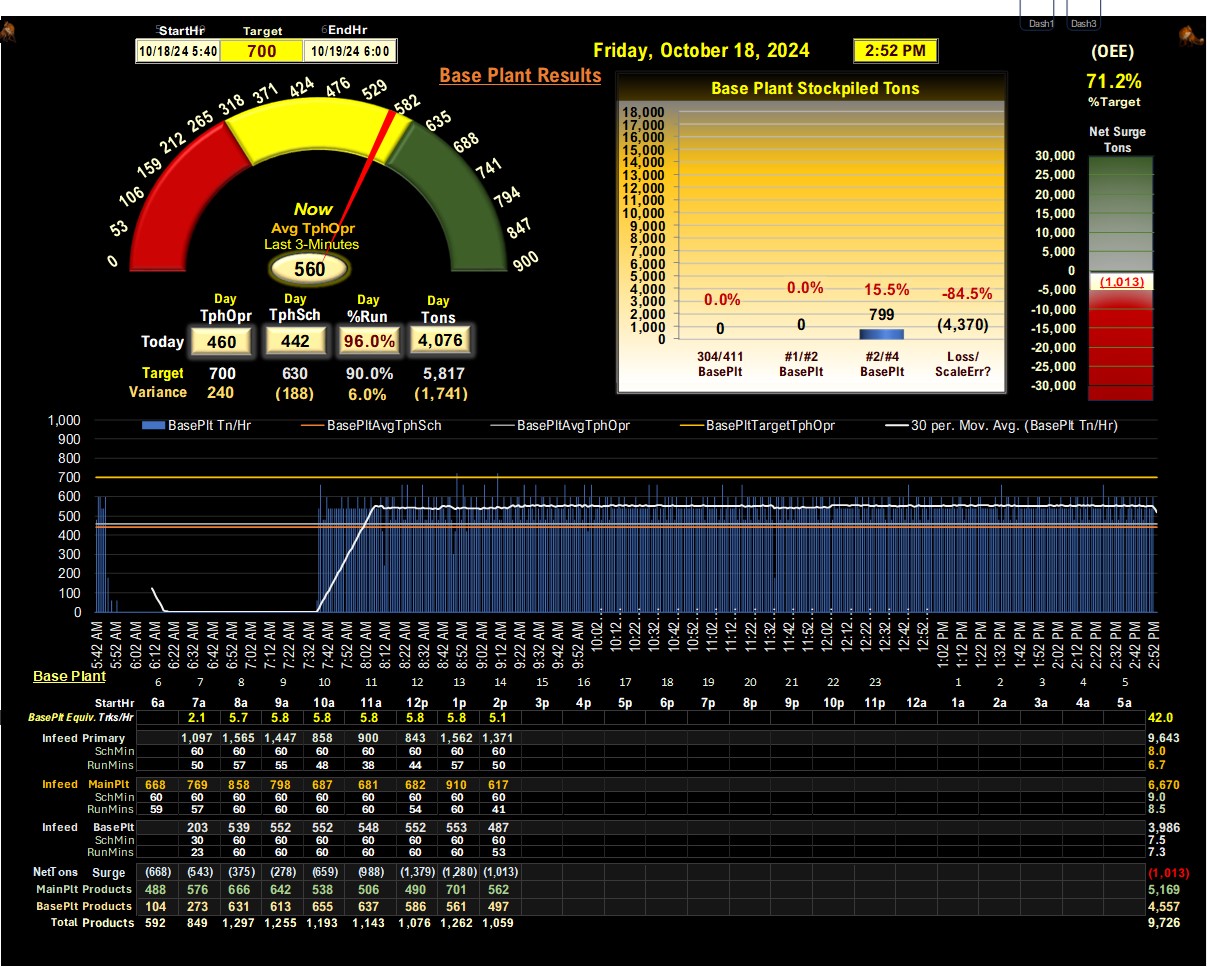 Dash1 Dash3
StartHr Target EndHr
10/18/24 5:40 700 10/19/24 6:00
Friday, October 18, 2024 2:52 PM
(OEE)
71.2%
%Target
Base Plant Results
Base Plant Stockpiled Tons
0 53 106 159 212 265 318 371 424 476 529 582 635 688 741 794 847 900
Now
Avg TphOpr
Last 3-Minutes
560
18,000
17,000
16,000
15,000
14,000
13,000
12,000
11,000
10,000
9,000
8,000
7,000
6,000
5,000
4,000
3,000
2,000
1,000
0
0.0% 0.0% 15.5% -84.5%
0 0 799 (4,370)
304/411 #1/#2 #2/#4 Loss/
BasePlt BasePlt BasePlt ScaleErr?
Net Surge
Tons
30,000
25,000
20,000
15,000
10,000
5,000
0
(1,013)
-5,000
-10,000
-15,000
-20,000
-25,000
-30,000
Day Day Day Day
TphOpr TphSch %Run Tons
Today 460 442 96.0% 4,076
Target 700 630 90.0% 5,817
Variance 240 (188) 6.0% (1,741)
BasePlt Tn/Hr BasePltAvgTphSch BasePltAvgTphOpr BasePltTargetTphOpr 30 per. Mov. Avg. (BasePlt Tn/Hr)
1,000
900
800
700
600
500
400
300
200
100
0
5:42 AM 5:52 AM 6:02 AM 6:12 AM 6:22 AM 6:32 AM 6:42 AM 6:52 AM 7:02 AM 7:12 AM 7:22 AM 7:32 AM 7:42 AM 7:52 AM 8:02 AM 8:12 AM 8:22 AM 8:32 AM 8:42 AM 8:52 AM 9:02 AM 9:12 AM 9:22 AM 9:32 AM 9:42 AM 9:52 AM 10:02... 10:12... 10:22... 10:32... 10:42... 10:52... 11:02... 11:12... 11:22... 11:32... 11:42... 11:52... 12:02... 12:12... 12:22... 12:32... 12:42... 12:52... 1:02 PM 1:12 PM 1:22 PM 1:32 PM 1:42 PM 1:52 PM 2:02 PM 2:12 PM 2:22 PM 2:32 PM 2:42 PM 2:52 PM
Base Plant
6 7 8 9 10 11 12 13 14 15 16 17 18 19 20 21 22 23 1 2 3 4 5
StartHr 6a 7a 8a 9a 10a 11a 12p 1p 2p 3p 4p 5p 6p 7p 8p 9p 10p 11p 12a 1a 2a 3a 4a 5a
BasePlt Equiv. Trks/Hr 2.1 5.7 5.8 5.8 5.8 5.8 5.8 5.1 42.0
Infeed Primary 1,097 1,565 1,447 858 900 843 1,562 1,371 9,643
SchMin 60 60 60 60 60 60 60 60 8.0
RunMins 50 57 55 48 38 44 57 50 6.7
Infeed MainPlt 668 769 858 798 687 681 682 910 617 6,670
SchMin 60 60 60 60 60 60 60 60 60 9.0
RunMins 59 57 60 60 60 60 54 60 41 8.5
Infeed BasePlt 203 539 552 552 548 552 553 487 3,986
SchMin 30 60 60 60 60 60 60 60 7.5
RunMins 23 60 60 60 60 60 60 53 7.3
NetTons Surge (668) (543) (375) (278) (659) (988) (1,379) (1,280) (1,013) (1,013)
MainPlt Products 488 576 666 642 538 506 490 701 562 5,169
BasePlt Products 104 273 631 613 655 637 586 561 497 4,557
Total Products 592 849 1,297 1,255 1,193 1,143 1,076 1,262 1,059 9,726